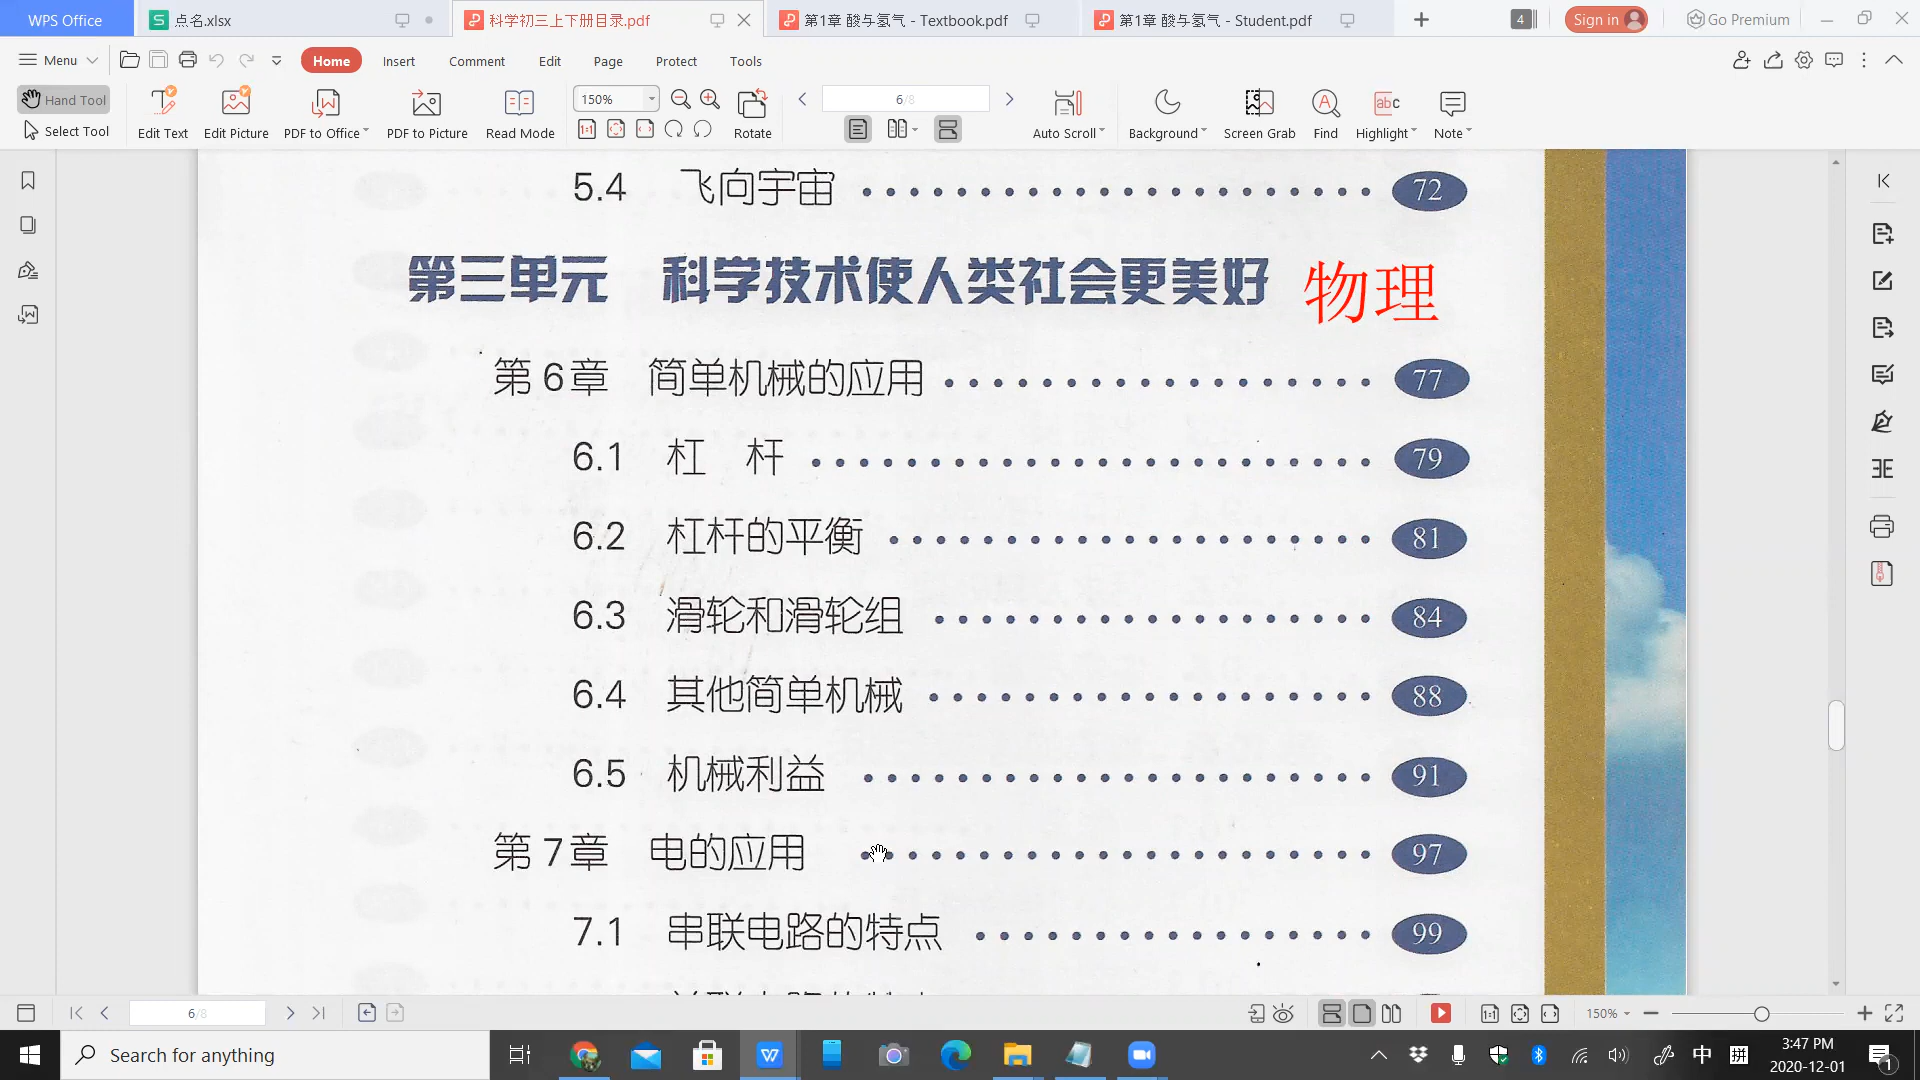 WPS Office
点名.xlsx
科学初三上下册目录.pdf
第1章 酸与氢气 - Textbook.pdf
第1章 酸与氢气 - Student.pdf
4
Sign in
Go Premium
Menu
Home
Insert
Comment
Edit
Page
Protect
Tools
Hand Tool
Select Tool
Edit Text
Edit Picture
PDF to Office
PDF to Picture
Read Mode
150%
Rotate
6/8
Auto Scroll
Background
Screen Grab
Find
Highlight
Note
5.4 飞向宇宙 72
第三单元 科学技术使人类社会更美好 物理
第6章 简单机械的应用 77
6.1 杠 杆 79
6.2 杠杆的平衡 81
6.3 滑轮和滑轮组 84
6.4 其他简单机械 88
6.5 机械利益 91
第7章 电的应用 97
7.1 串联电路的特点 99
6/8
150%
Search for anything
中
拼
3:47 PM
2020-12-01
1